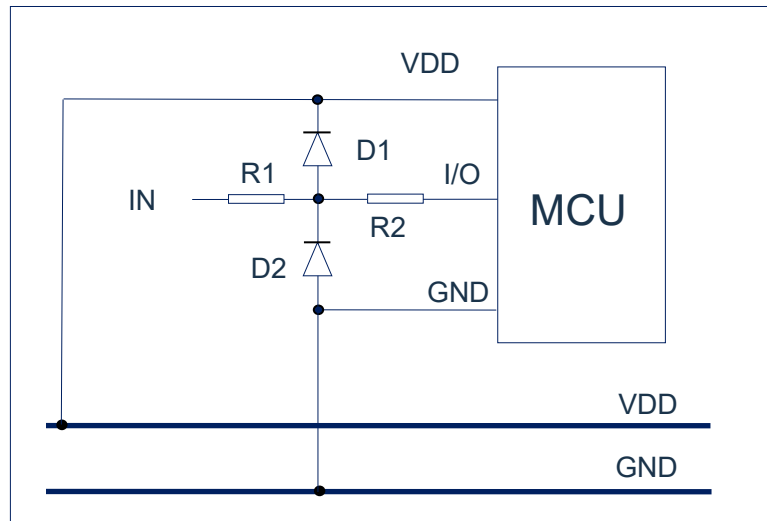 VDD
D1
R1
I/O
IN
MCU
R2
D2
GND
VDD
GND